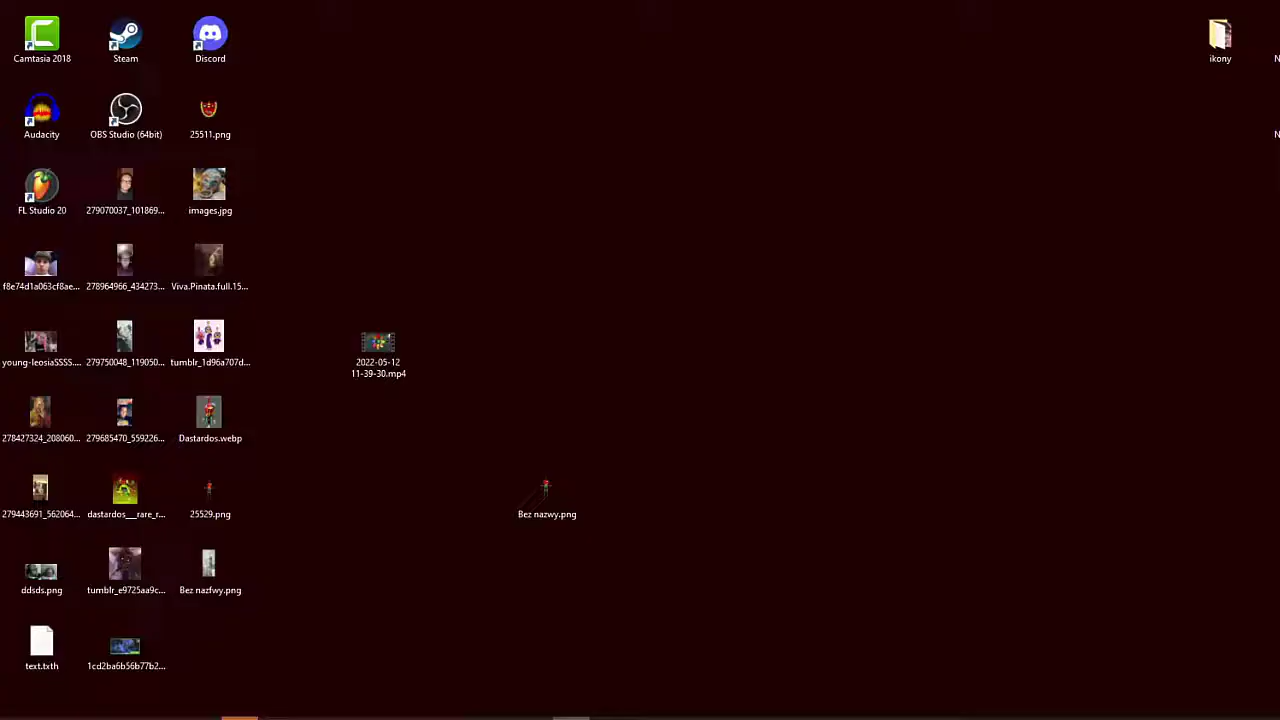 Camtasia 2018
Steam
Discord
ikony
N
Audacity
OBS Studio (64bit)
25511.png
N
FL Studio 20
279070037_101869...
images.jpg
f8e74d1a063cf8ae...
278964966_434273...
Viva.Pinata.full.15...
young-leosiaSSSS....
279750048_119050...
tumblr_1d96a707d...
2022-05-12
11-39-30.mp4
278427324_208060...
279685470_559226...
Dastardos.webp
279443691_562064...
dastardos___rare_r...
25529.png
Bez nazwy.png
ddsds.png
tumblr_e9725aa9c...
Bez nazfwy.png
text.txth
1cd2ba6b56b77b2...